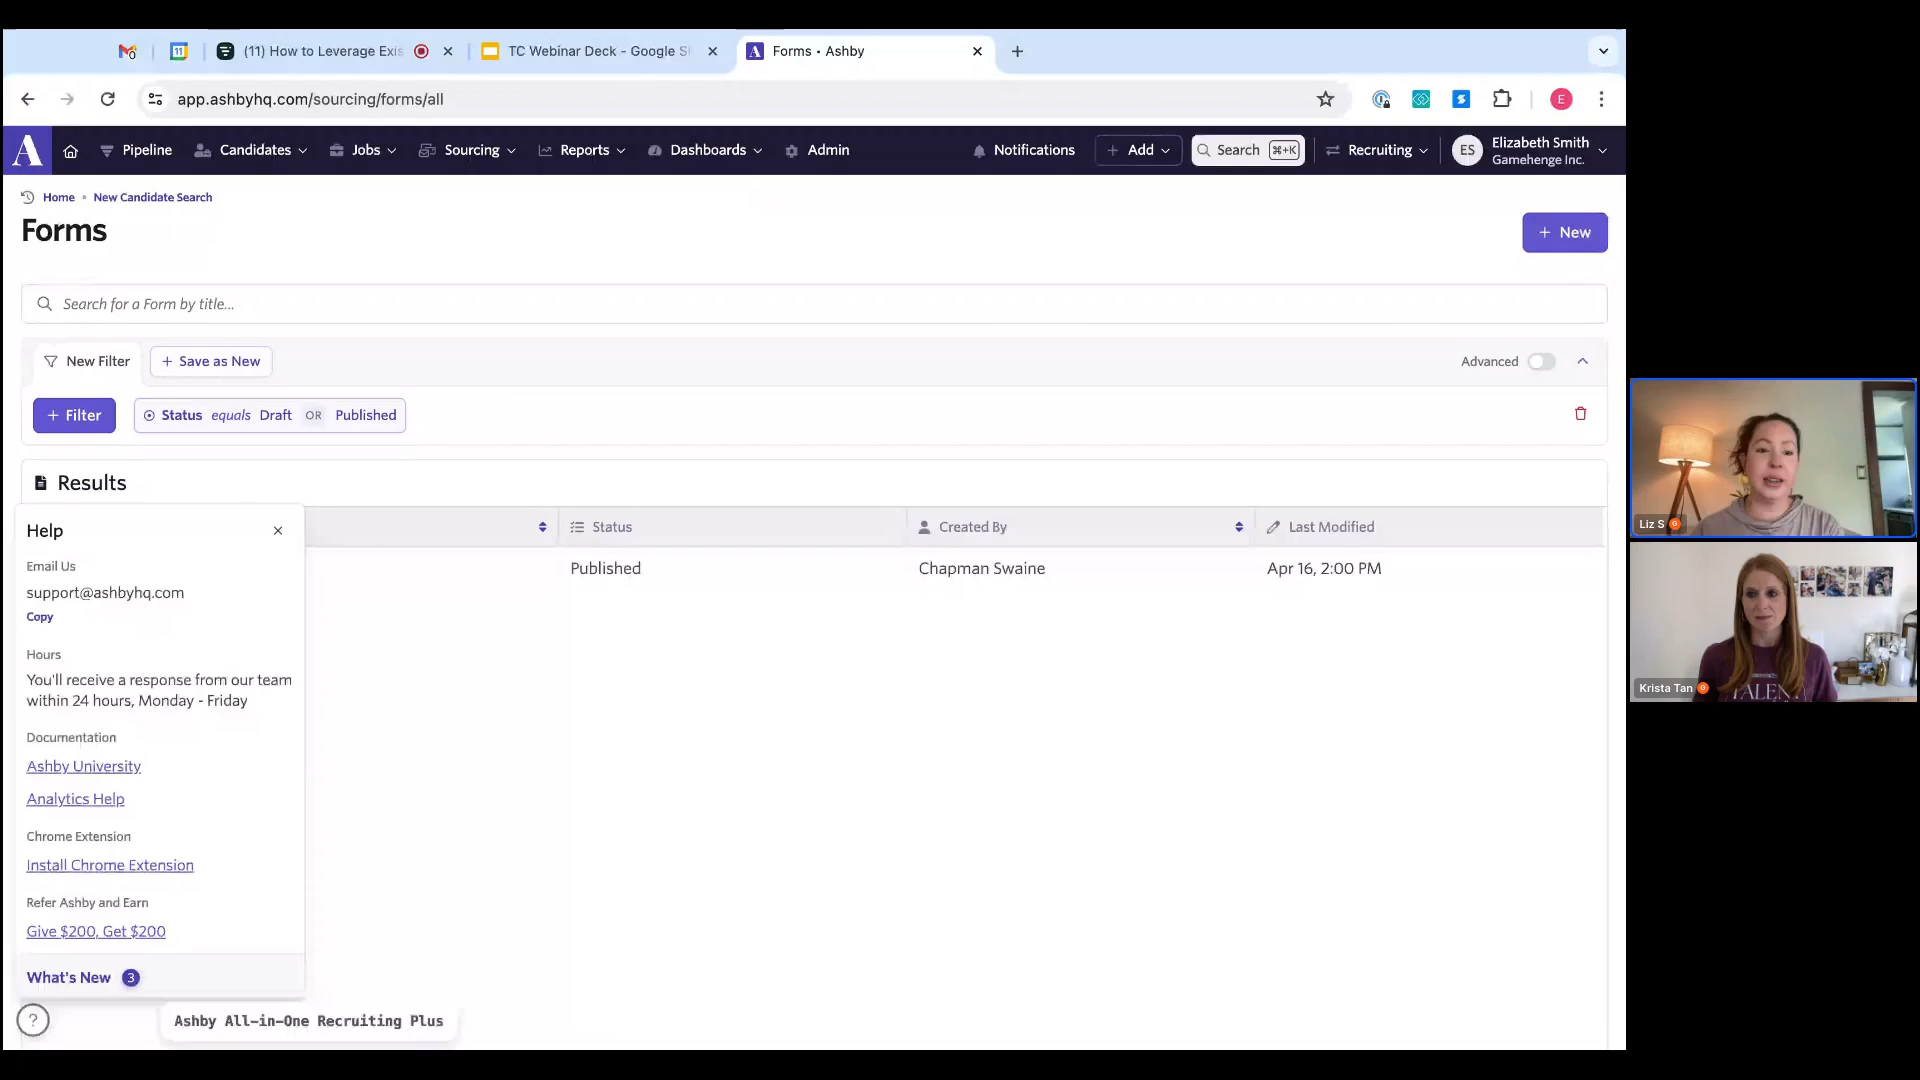 (11) How to Leverage Exis
TC Webinar Deck - Google Sl
Forms • Ashby
app.ashbyhq.com/sourcing/forms/all
E
A
Pipeline
Candidates
Jobs
Sourcing
Reports
Dashboards
Admin
Notifications
+ Add
Search ⌘+K
Recruiting
ES
Elizabeth Smith
Gamehenge Inc.
Home • New Candidate Search
Forms
+ New
Search for a Form by title...
New Filter
+ Save as New
Advanced
+ Filter
Status equals Draft OR Published
Results
Status
Created By
Last Modified
Published
Chapman Swaine
Apr 16, 2:00 PM
Help
Email Us
support@ashbyhq.com
Copy
Hours
You'll receive a response from our team
within 24 hours, Monday - Friday
Documentation
Ashby University
Analytics Help
Chrome Extension
Install Chrome Extension
Refer Ashby and Earn
Give $200, Get $200
What's New 3
?
Ashby All-in-One Recruiting Plus
Liz S
Krista Tan
TALENT